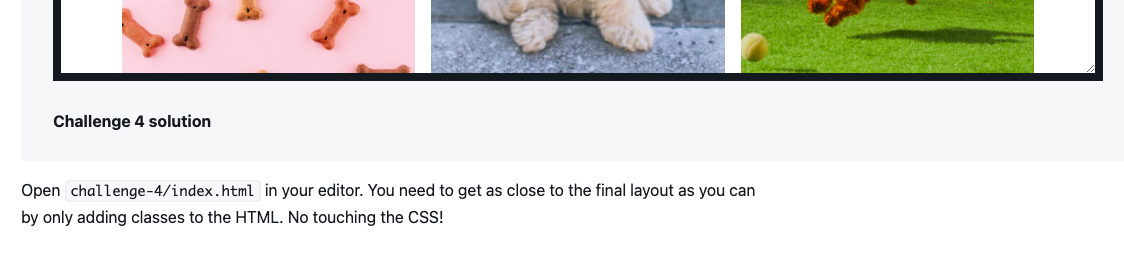 Challenge 4 solution
Open challenge-4/index.html in your editor. You need to get as close to the final layout as you can
by only adding classes to the HTML. No touching the CSS!